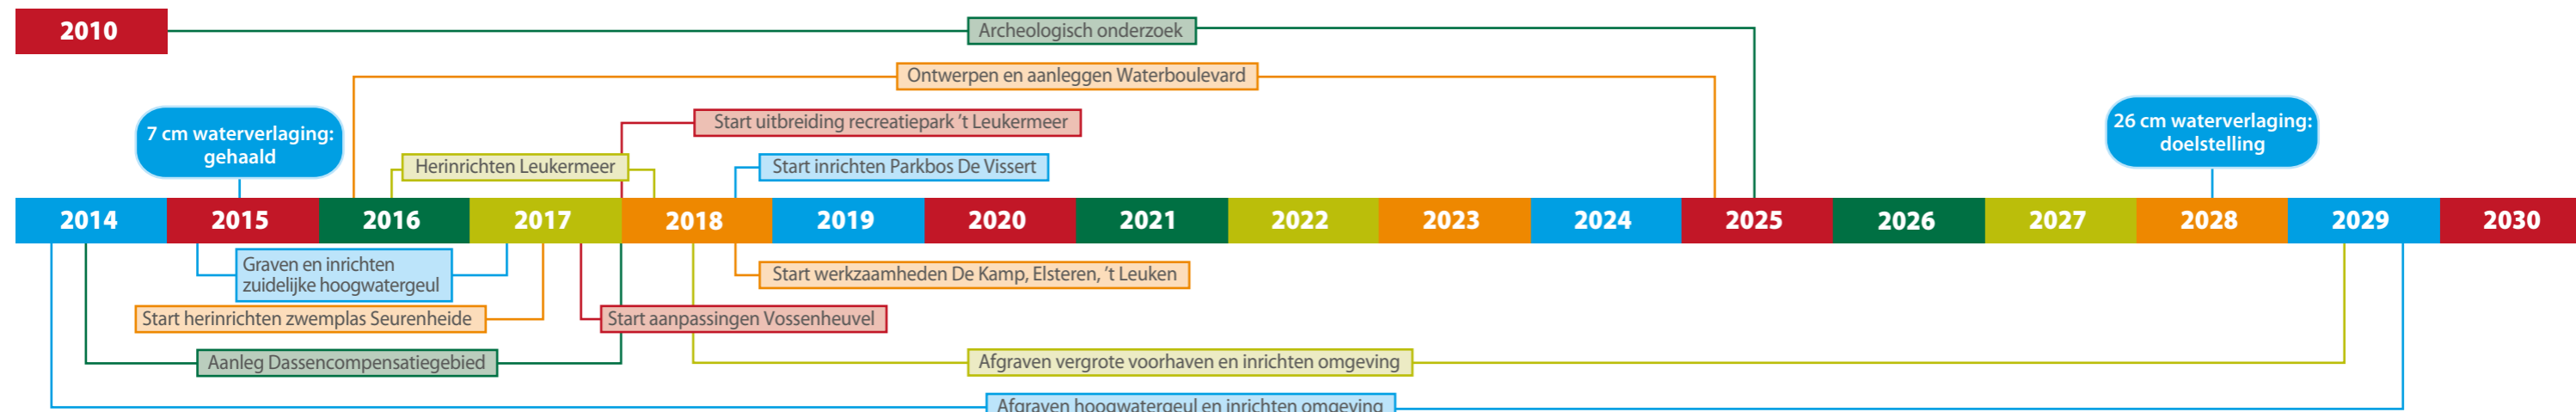 2010
Archeologisch onderzoek
Ontwerpen en aanleggen Waterboulevard
Start uitbreiding recreatiepark ’t Leukermeer
7 cm waterverlaging:
gehaald
26 cm waterverlaging:
doelstelling
Herinrichten Leukermeer
Start inrichten Parkbos De Vissert
2014 2015 2016 2017 2018 2019 2020 2021 2022 2023 2024 2025 2026 2027 2028 2029 2030
Graven en inrichten
zuidelijke hoogwatergeul
Start werkzaamheden De Kamp, Elsteren, ’t Leuken
Start herinrichten zwemplas Seurenheide
Start aanpassingen Vossenheuvel
Aanleg Dassencompensatiegebied
Afgraven vergrote voorhaven en inrichten omgeving
Afgraven hoogwatergeul en inrichten omgeving